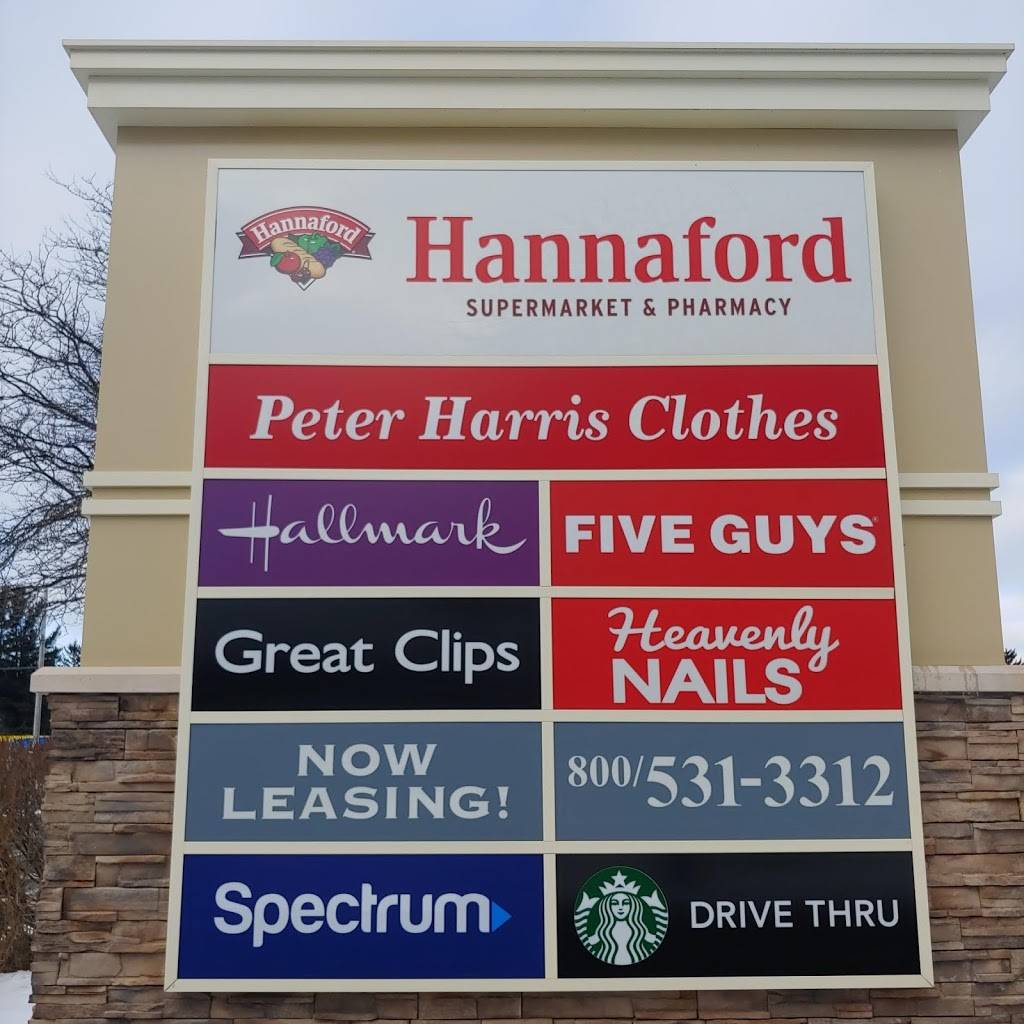 Hannaford
Hannaford
SUPERMARKET & PHARMACY
Peter Harris Clothes
Hallmark
FIVE GUYS®
Great Clips
Heavenly
NAILS
NOW
LEASING!
800/531-3312
Spectrum
DRIVE THRU